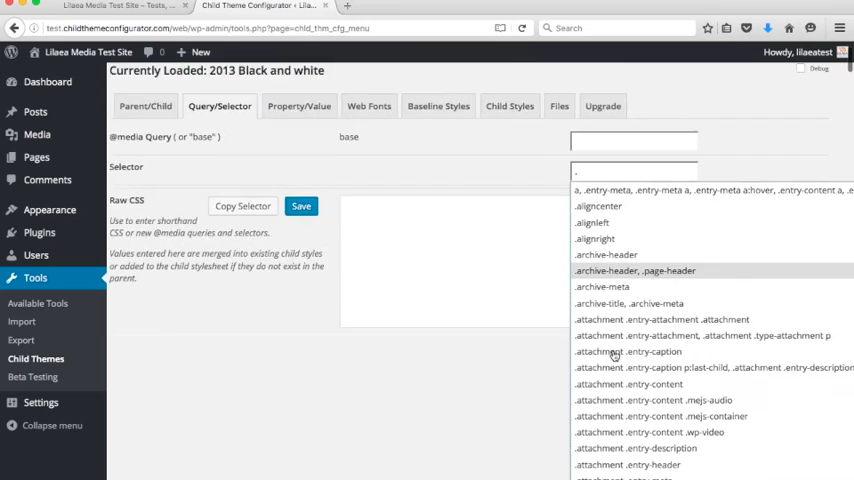 Lilaea Media Test Site – Tests, ... × Child Theme Configurator ‹ Lil... × +
test.childthemeconfigurator.com/web/wp-admin/tools.php?page=chld_thm_cfg_menu Search
Lilaea Media Test Site 0 + New Howdy, lilaeatest
Currently Loaded: 2013 Black and white Debug
Dashboard
Posts
Media
Pages
Comments
Appearance
Plugins
Users
Tools
Available Tools
Import
Export
Child Themes
Beta Testing
Settings
Collapse menu
Parent/Child Query/Selector Property/Value Web Fonts Baseline Styles Child Styles Files Upgrade
@media Query ( or "base" ) base
Selector .
Raw CSS Copy Selector Save
Use to enter shorthand
CSS or new @media queries and selectors.
Values entered here are merged into existing child styles
or added to the child stylesheet if they do not exist in the
parent.
a, .entry-meta, .entry-meta a, .entry-meta a:hover, .entry-content a, .e
.aligncenter
.alignleft
.alignright
.archive-header
.archive-header, .page-header
.archive-meta
.archive-title, .archive-meta
.attachment .entry-attachment .attachment
.attachment .entry-attachment, .attachment .type-attachment p
.attachment .entry-caption
.attachment .entry-caption p:last-child, .attachment .entry-description
.attachment .entry-content
.attachment .entry-content .mejs-audio
.attachment .entry-content .mejs-container
.attachment .entry-content .wp-video
.attachment .entry-description
.attachment .entry-header